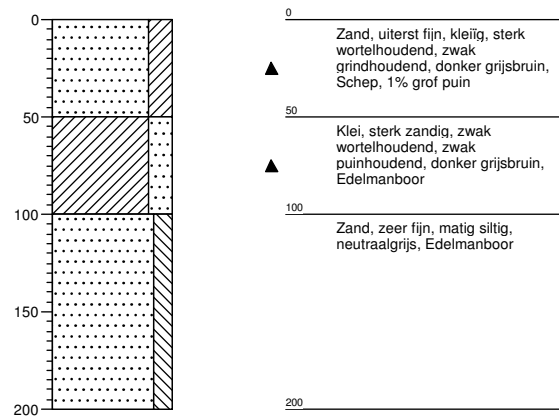 0
50
100
150
200
0
Zand, uiterst fijn, kleiïg, sterk
wortelhoudend, zwak
grindhoudend, donker grijsbruin,
Schep, 1% grof puin
50
Klei, sterk zandig, zwak
wortelhoudend, zwak
puinhoudend, donker grijsbruin,
Edelmanboor
100
Zand, zeer fijn, matig siltig,
neutraalgrijs, Edelmanboor
200